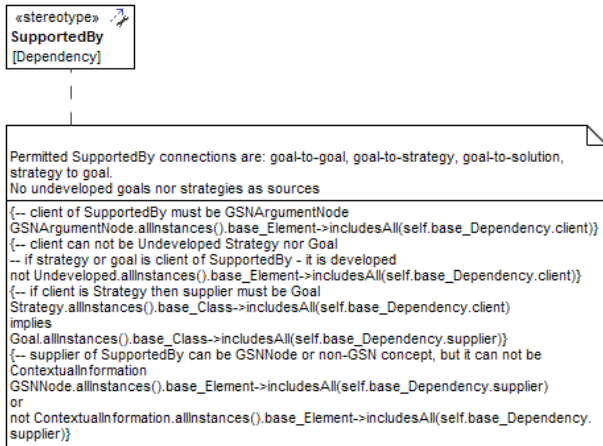 «stereotype»
SupportedBy
[Dependency]
Permitted SupportedBy connections are: goal-to-goal, goal-to-strategy, goal-to-solution,
strategy to goal.
No undeveloped goals nor strategies as sources
{-- client of SupportedBy must be GSNArgumentNode
GSNArgumentNode.allInstances().base_Element->includesAll(self.base_Dependency.client)}
{-- client can not be Undeveloped Strategy nor Goal
-- if strategy or goal is client of SupportedBy - it is developed
not Undeveloped.allInstances().base_Element->includesAll(self.base_Dependency.client)}
{-- if client is Strategy then supplier must be Goal
Strategy.allInstances().base_Class->includesAll(self.base_Dependency.client)
implies
Goal.allInstances().base_Class->includesAll(self.base_Dependency.supplier)}
{-- supplier of SupportedBy can be GSNNode or non-GSN concept, but it can not be
ContextualInformation
GSNNode.allInstances().base_Element->includesAll(self.base_Dependency.supplier)
or
not ContextualInformation.allInstances().base_Element->includesAll(self.base_Dependency.
supplier)}